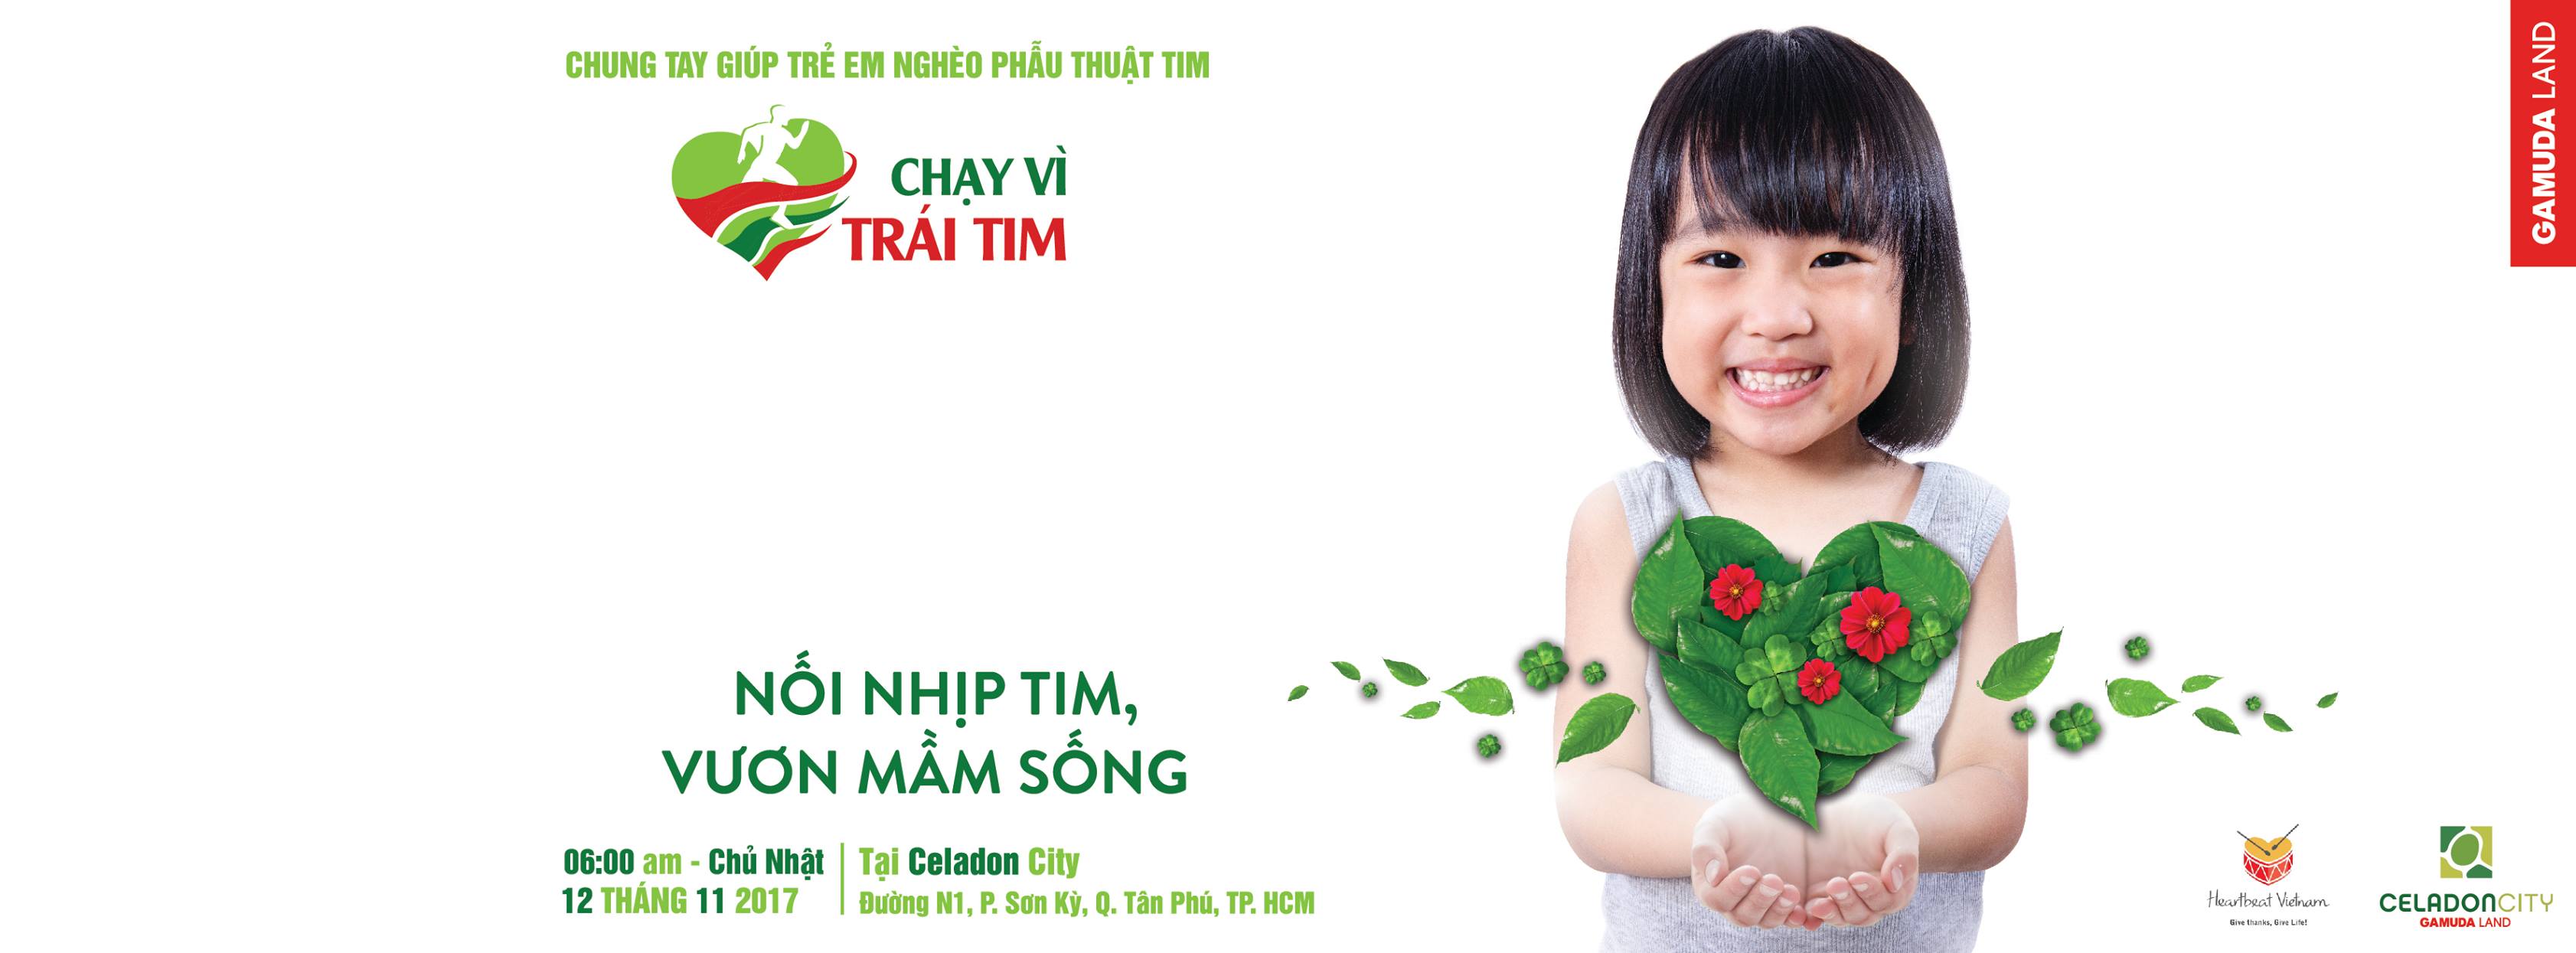 CHUNG TAY GIÚP TRẺ EM NGHÈO PHẪU THUẬT TIM
CHẠY VÌ
TRÁI TIM
GAMUDA LAND
NỐI NHỊP TIM,
VƯƠN MẦM SỐNG
06:00 am - Chủ Nhật
12 THÁNG 11 2017
Tại Celadon City
Đường N1, P. Sơn Kỳ, Q. Tân Phú, TP. HCM
Heartbeat Vietnam
Give thanks, Give Life!
CELADONCITY
GAMUDA LAND